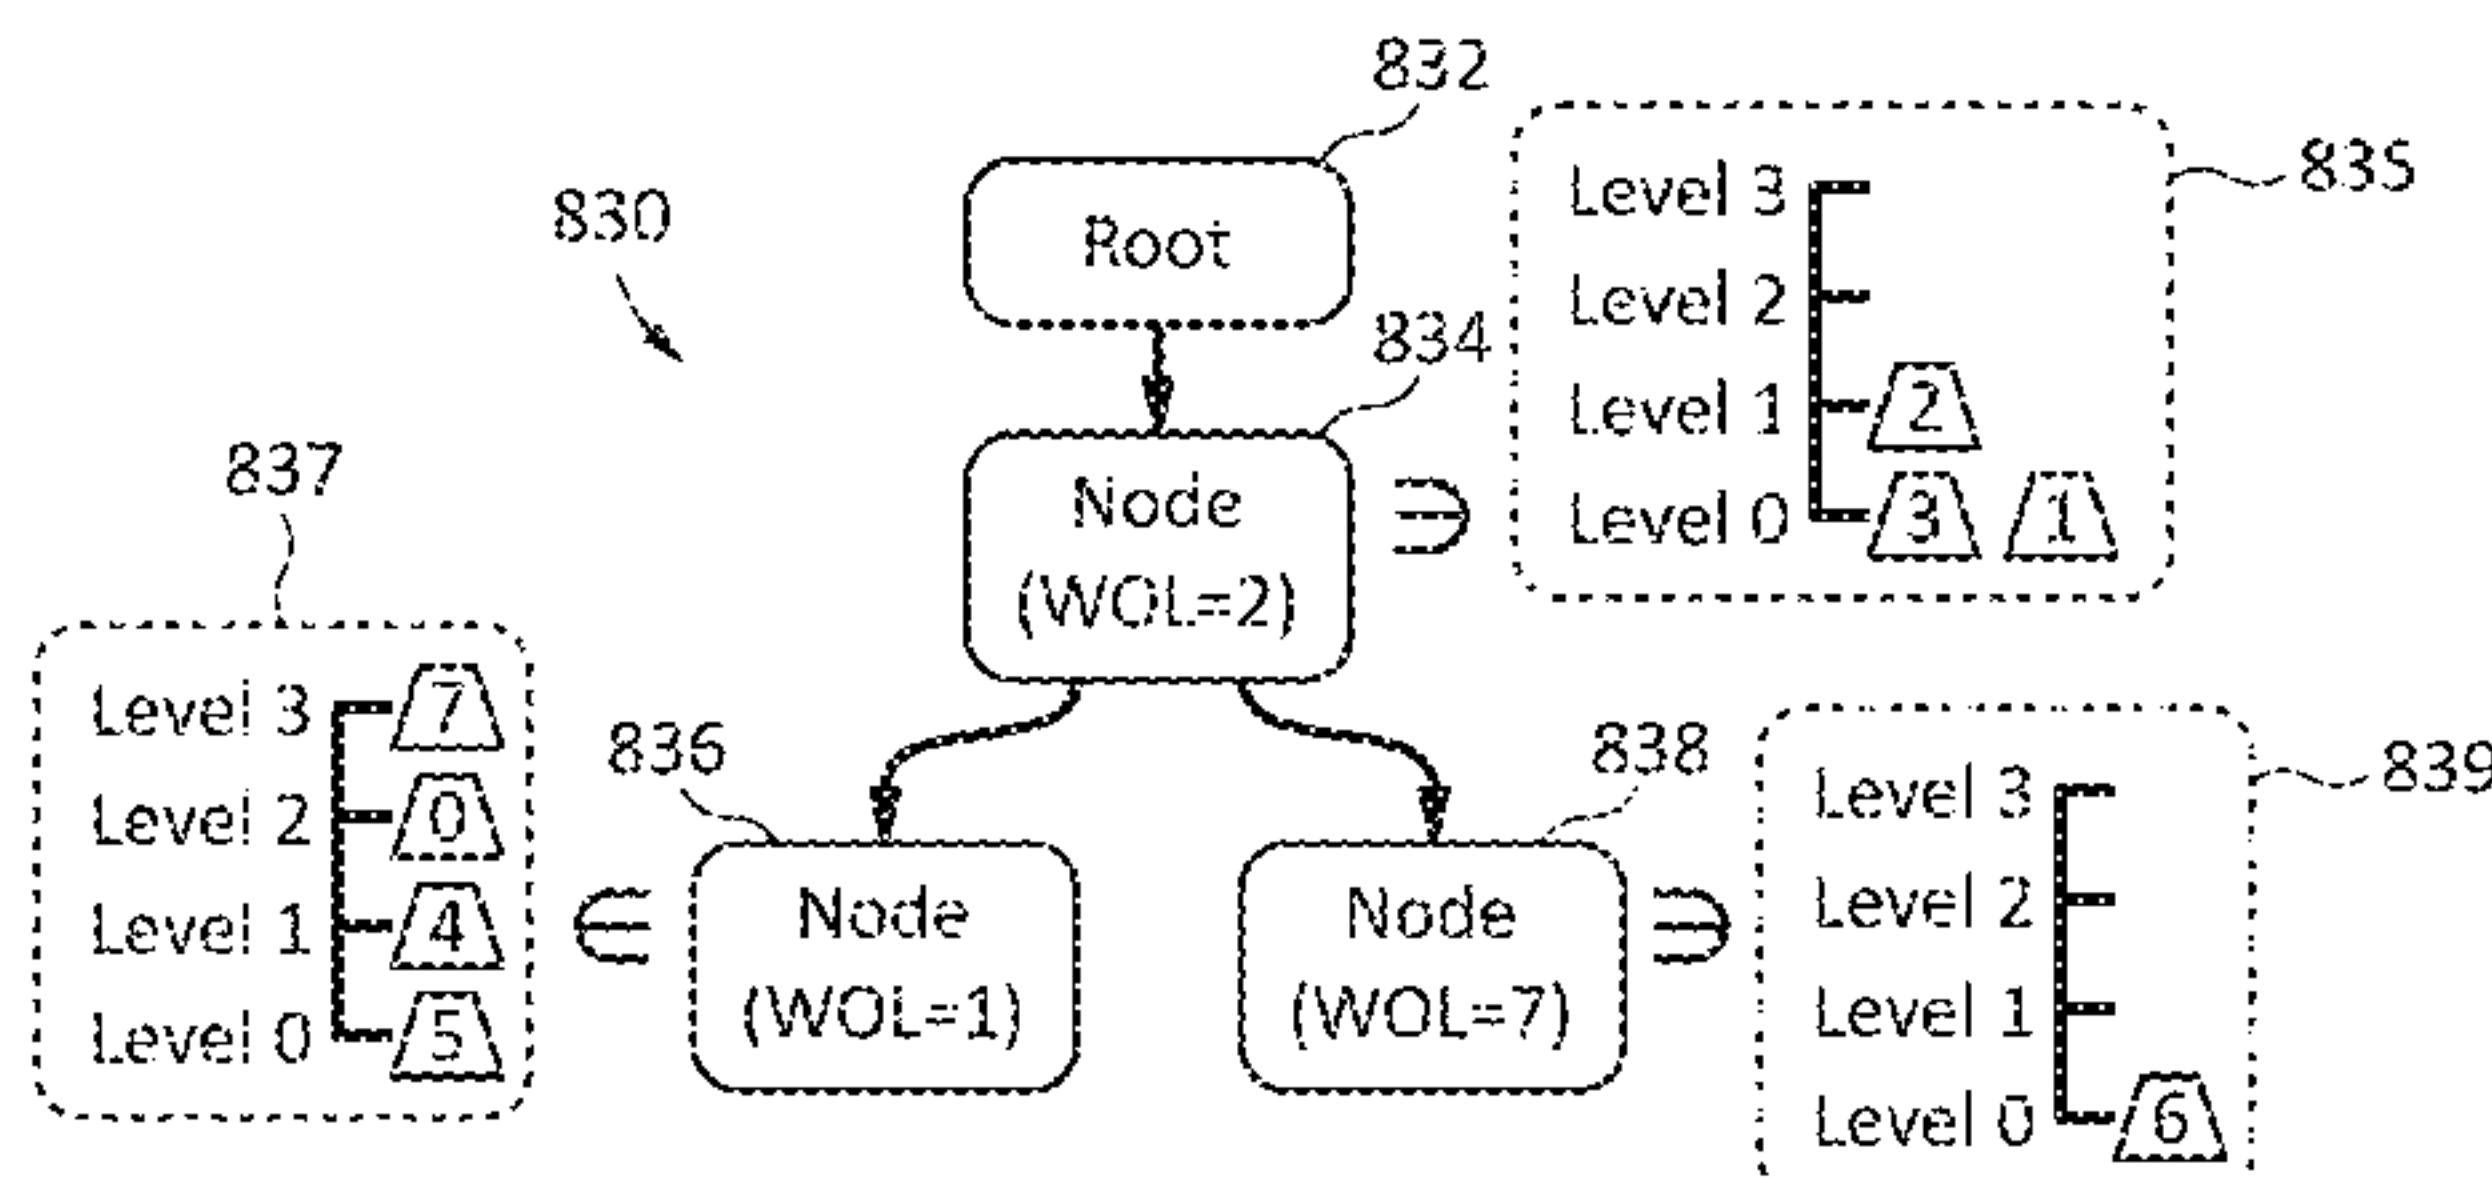 832
835
830
Root
Level 3
Level 2
834
Level 1 2
Level 0 3 1
Node
(WOL=2)
837
Level 3 7
Level 2 0
Level 1 4
Level 0 5
836
Node
(WOL=1)
838
Node
(WOL=7)
839
Level 3
Level 2
Level 1
Level 0 6